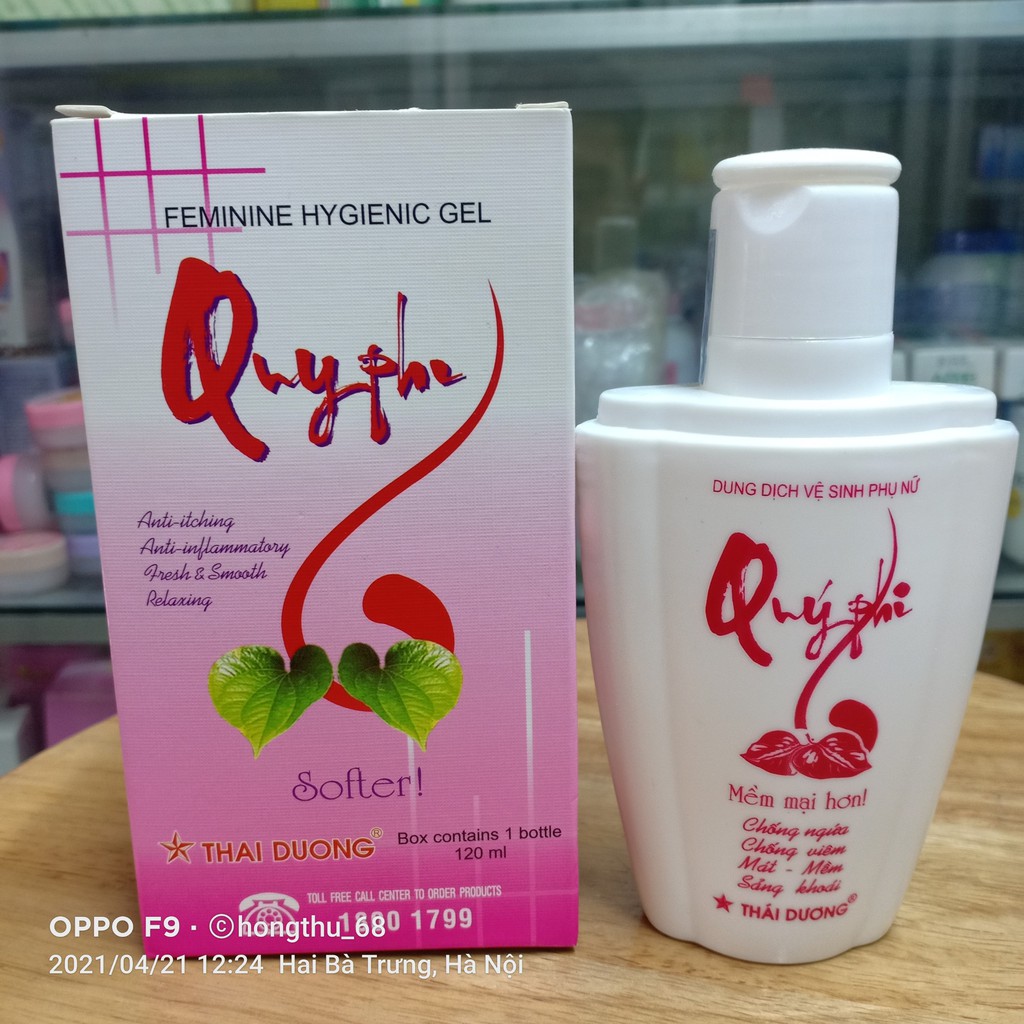 FEMININE HYGIENIC GEL
Quý phi
Anti-itching
Anti-inflammatory
Fresh & Smooth
Relaxing
Softer!
THAI DUONG®
Box contains 1 bottle
120 ml
TOLL FREE CALL CENTER TO ORDER PRODUCTS
1800 1799
DUNG DỊCH VỆ SINH PHỤ NỮ
Quý phi
Mềm mại hơn!
Chống ngứa
Chống viêm
Mát - Mềm
Sảng khoái
THÁI DƯƠNG®
OPPO F9 · ©hongthu_68
2021/04/21 12:24 Hai Bà Trưng, Hà Nội